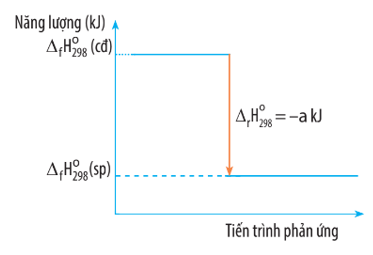 Năng lượng (kJ)
ΔfH°298 (cđ)
ΔrH°298 = –a kJ
ΔfH°298(sp)
Tiến trình phản ứng